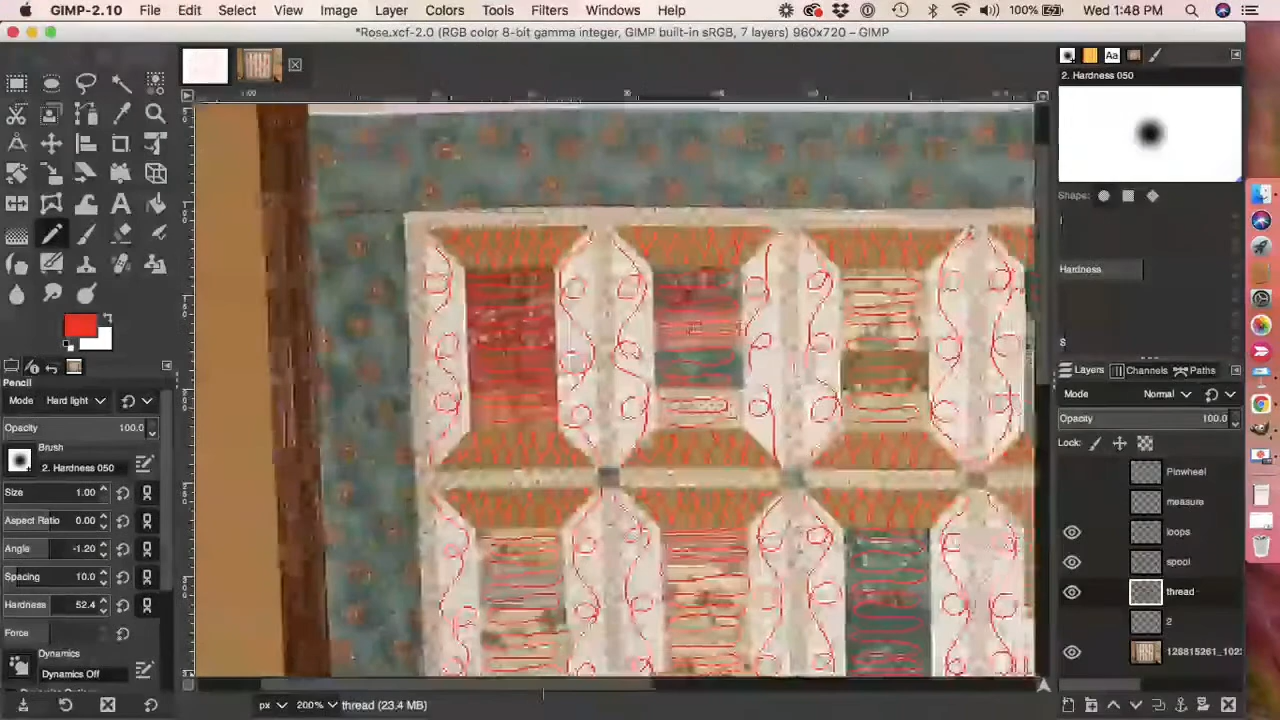 GIMP-2.10 File Edit Select View Image Layer Colors Tools Filters Windows Help 100% Wed 1:48 PM
*Rose.xcf-2.0 (RGB color 8-bit gamma integer, GIMP built-in sRGB, 7 layers) 960x720 – GIMP
Aa
2. Hardness 050
Shape:
Hardness
S
Layers Channels Paths
Pencil
Mode Hard light
Mode Normal
Opacity 100.0
Opacity 100.0
Brush
Lock:
2. Hardness 050
Pinwheel
Size 1.00
measure
Aspect Ratio 0.00
loops
Angle -1.20
spool
Spacing 10.0
thread
Hardness 52.4
2
Force
128815261_102
Dynamics
Dynamics Off
px 200% thread (23.4 MB)